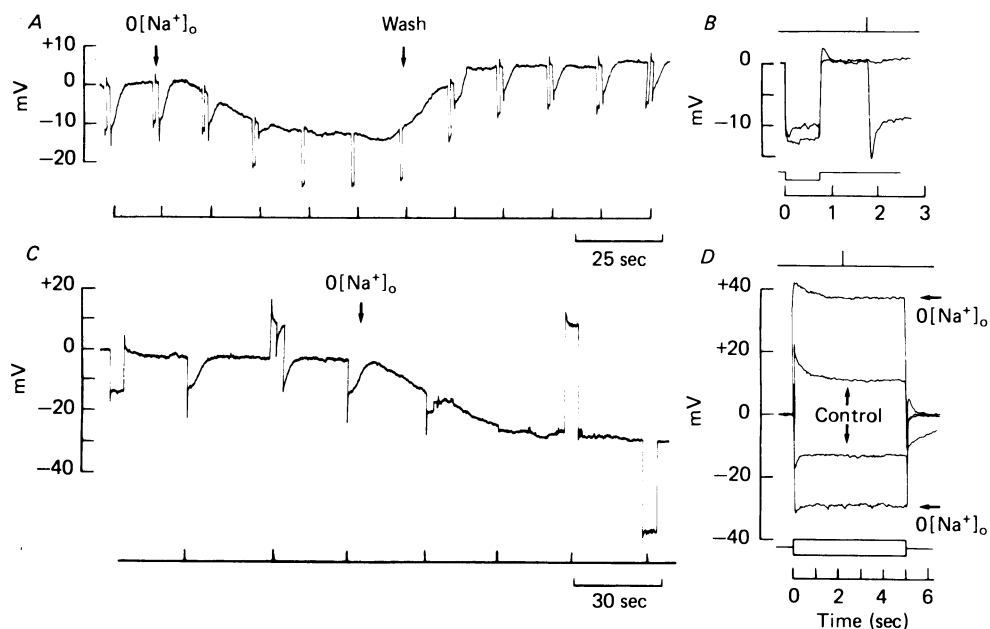 A
0[Na⁺]ₒ
Wash
+10
0
−10
−20
mV
25 sec
B
0
−10
mV
0 1 2 3
C
0[Na⁺]ₒ
+20
0
−20
−40
mV
30 sec
D
+40
+20
0
−20
−40
mV
0[Na⁺]ₒ
Control
0[Na⁺]ₒ
0 2 4 6
Time (sec)